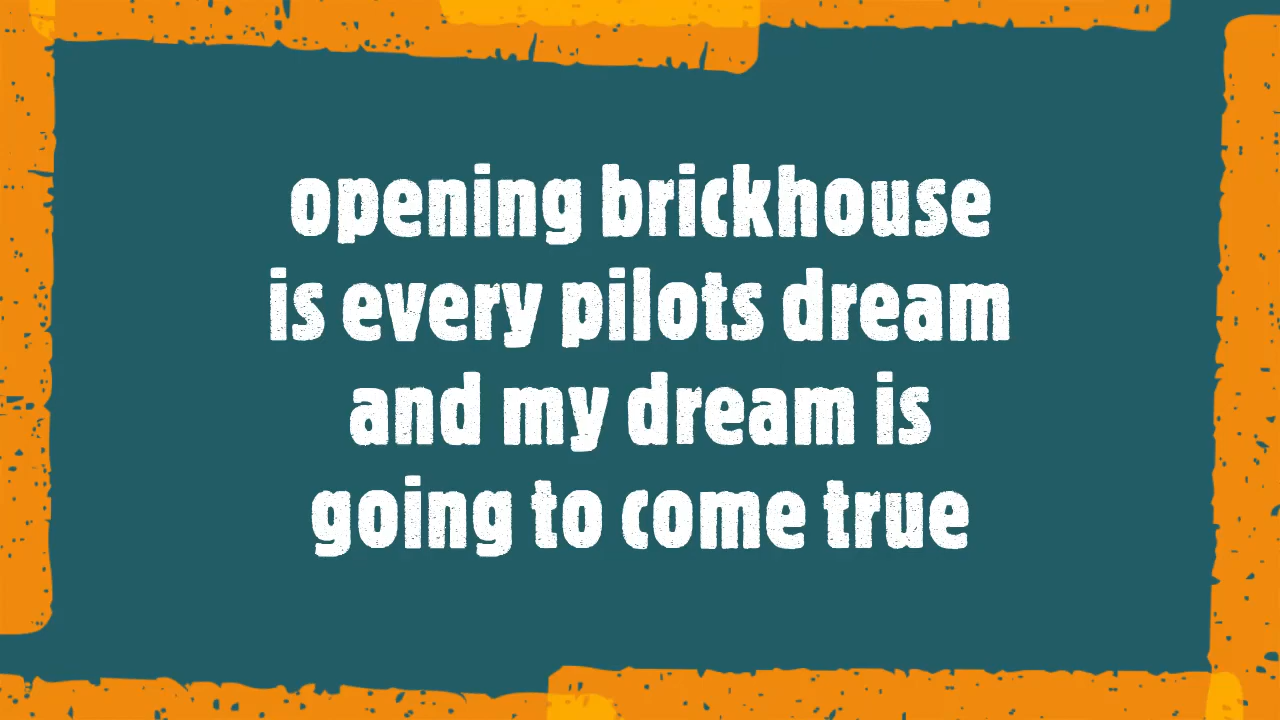 opening brickhouse
is every pilots dream
and my dream is
going to come true